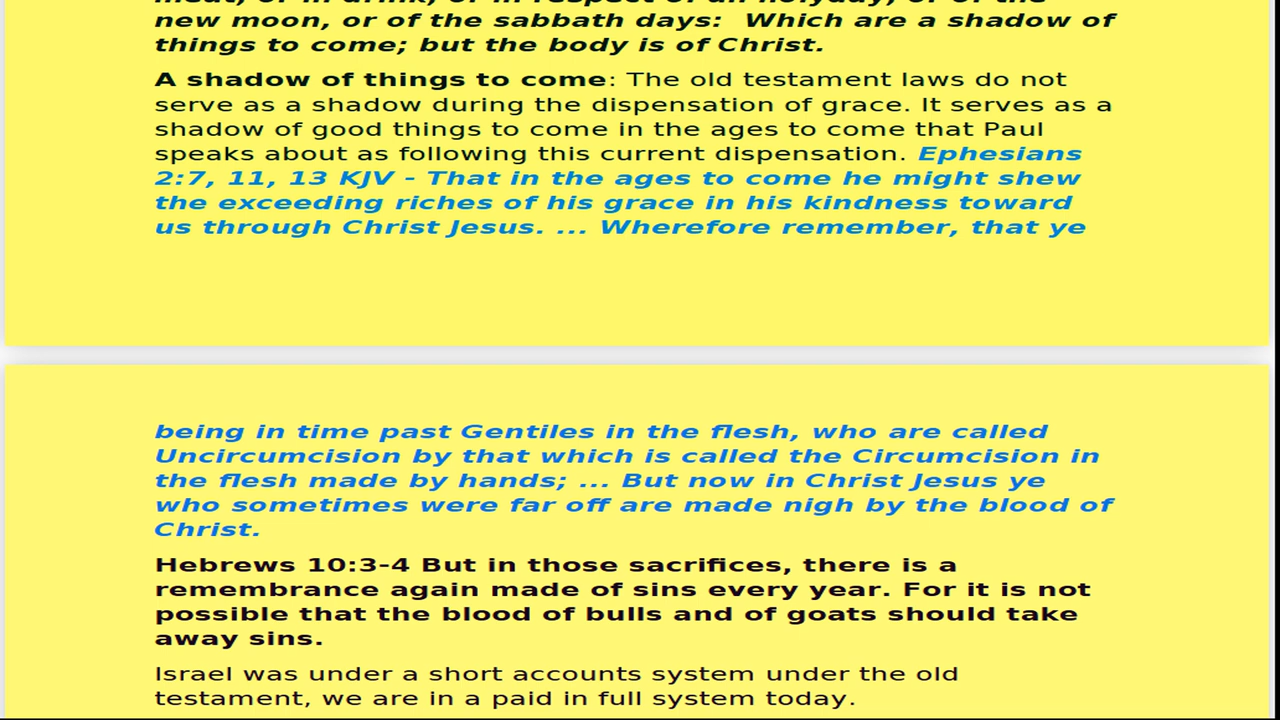 new moon, or of the sabbath days:  Which are a shadow of
things to come; but the body is of Christ.
A shadow of things to come: The old testament laws do not
serve as a shadow during the dispensation of grace. It serves as a
shadow of good things to come in the ages to come that Paul
speaks about as following this current dispensation. Ephesians
2:7, 11, 13 KJV - That in the ages to come he might shew
the exceeding riches of his grace in his kindness toward
us through Christ Jesus. ... Wherefore remember, that ye
being in time past Gentiles in the flesh, who are called
Uncircumcision by that which is called the Circumcision in
the flesh made by hands; ... But now in Christ Jesus ye
who sometimes were far off are made nigh by the blood of
Christ.
Hebrews 10:3-4 But in those sacrifices, there is a
remembrance again made of sins every year. For it is not
possible that the blood of bulls and of goats should take
away sins.
Israel was under a short accounts system under the old
testament, we are in a paid in full system today.